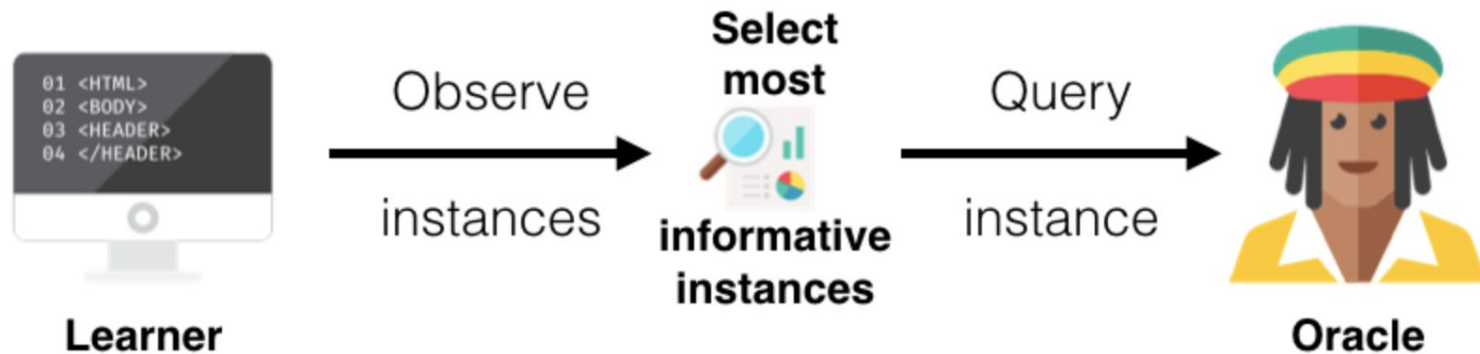 01 <HTML>
02 <BODY>
03 <HEADER>
04 </HEADER>
Learner
Observe
instances
Select
most
informative
instances
Query
instance
Oracle